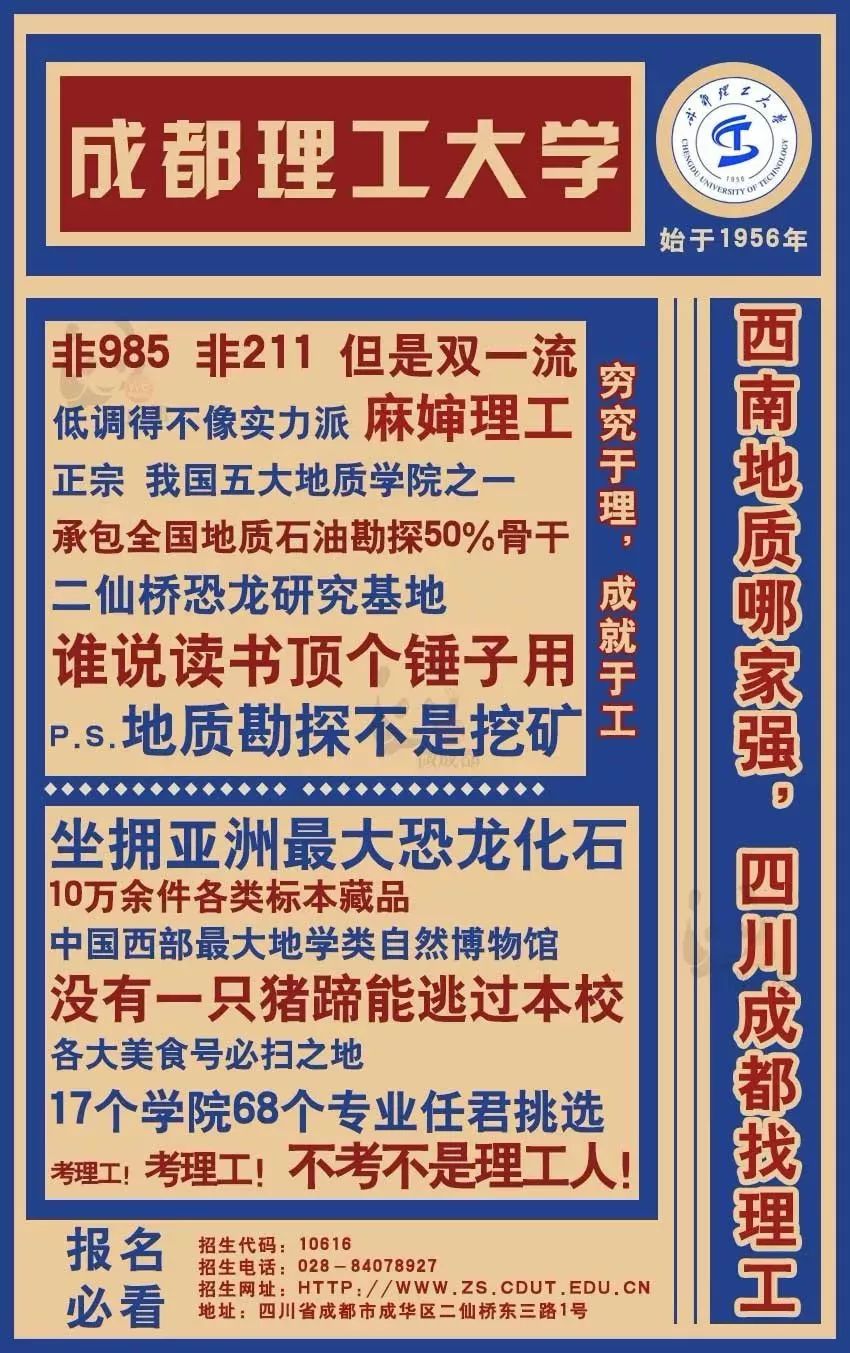 成都理工大学
成都理工大学
CHENGDU UNIVERSITY OF TECHNOLOGY
1956
始于1956年
非985 非211 但是双一流
低调得不像实力派 麻婶理工
正宗 我国五大地质学院之一
承包全国地质石油勘探50%骨干
二仙桥恐龙研究基地
谁说读书顶个锤子用
P.S.地质勘探不是挖矿
穷究于理，成就于工
坐拥亚洲最大恐龙化石
10万余件各类标本藏品
中国西部最大地学类自然博物馆
没有一只猪蹄能逃过本校
各大美食号必扫之地
17个学院68个专业任君挑选
考理工！考理工！不考不是理工人！
西南地质哪家强，四川成都找理工
报名
必看
招生代码：10616
招生电话：028－84078927
招生网址：HTTP://WWW.ZS.CDUT.EDU.CN
地址：四川省成都市成华区二仙桥东三路1号